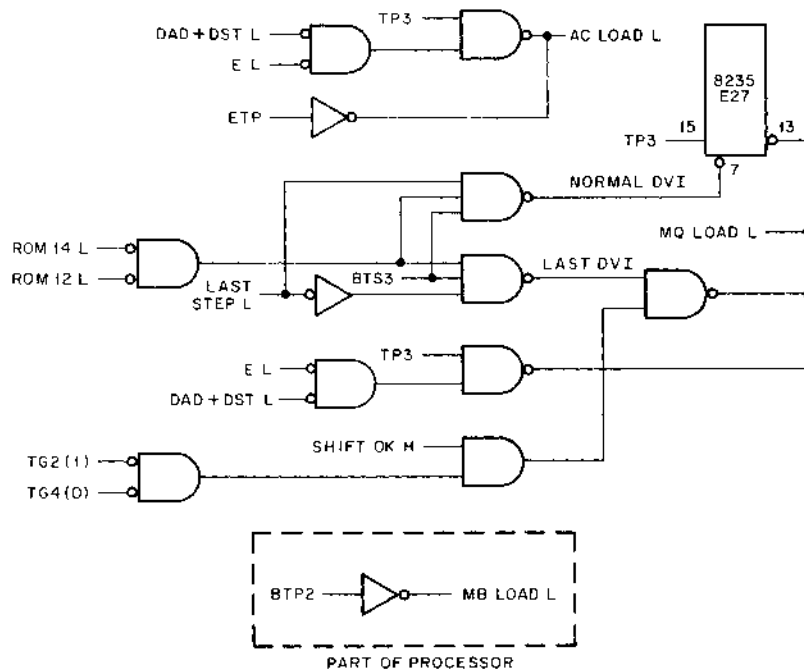 TP3
DAD + DST L
AC LOAD L
E L
8235
E27
ETP
15
13
TP3
7
NORMAL DVI
MQ LOAD L
ROM 14 L
ROM 12 L
BTS3
LAST DVI
LAST
STEP L
TP3
E L
DAD + DST L
SHIFT OK H
TG2(1)
TG4(0)
BTP2
MB LOAD L
PART OF PROCESSOR